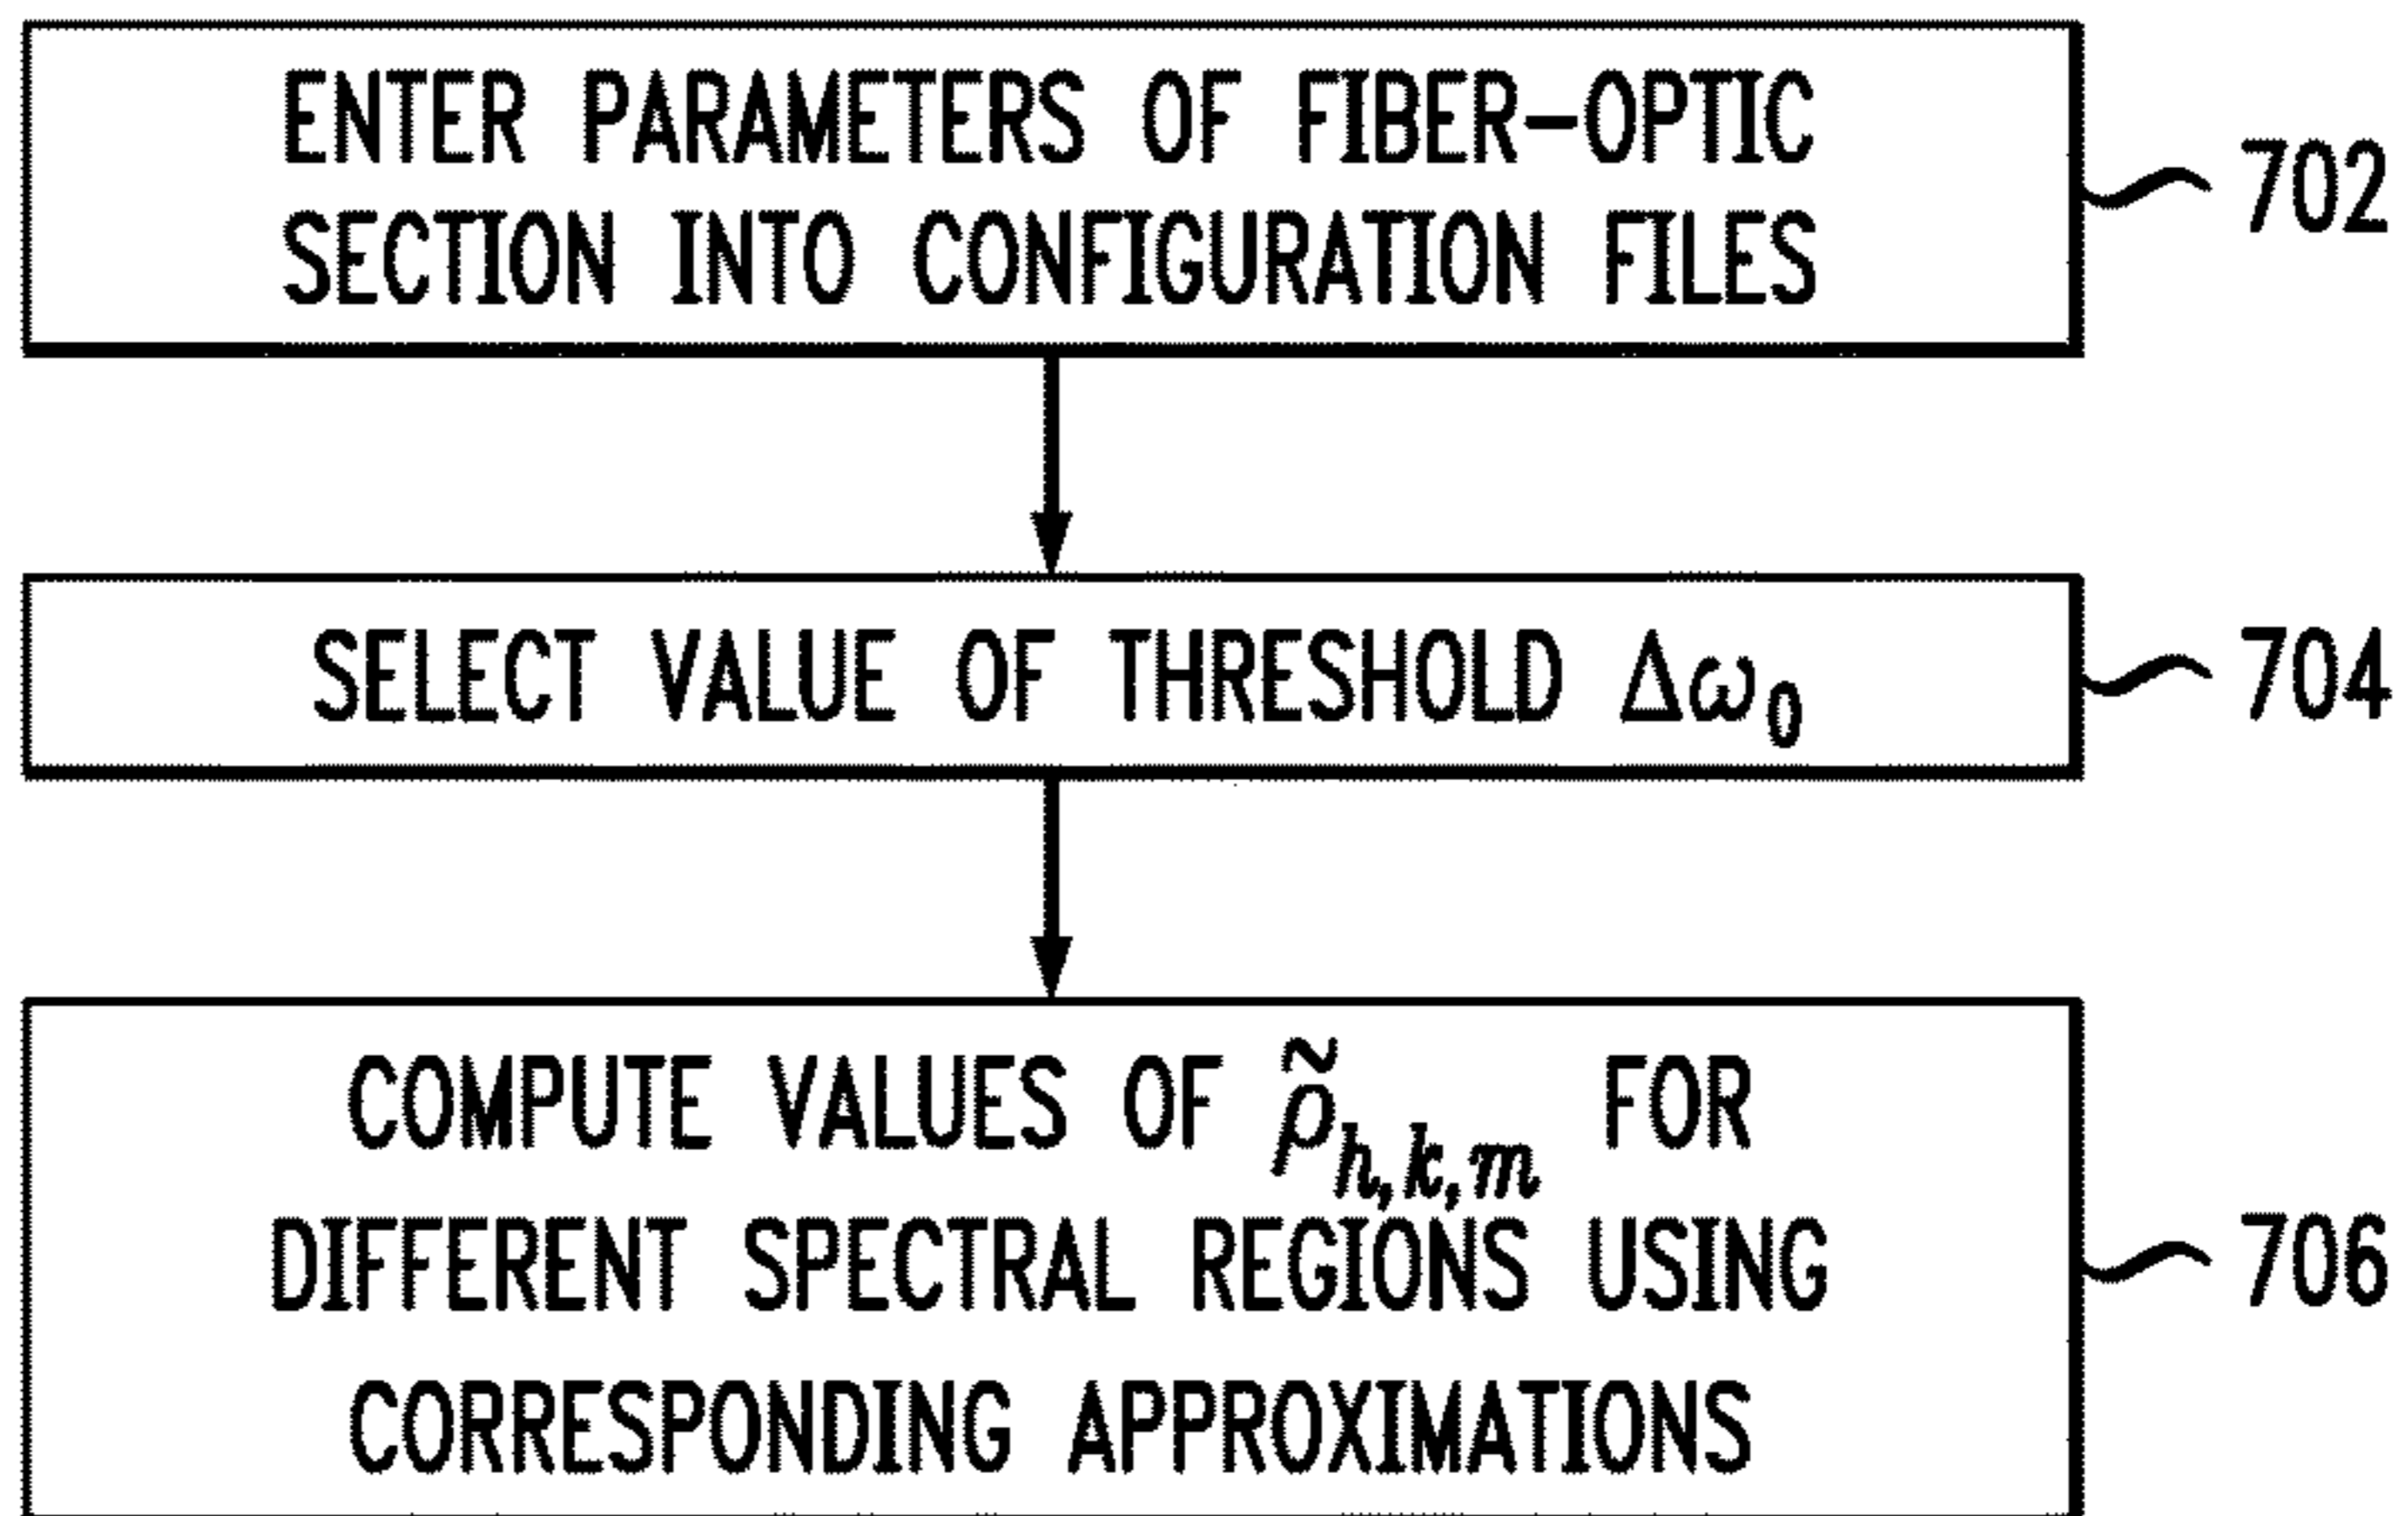 ENTER PARAMETERS OF FIBER-OPTIC
SECTION INTO CONFIGURATION FILES
702
SELECT VALUE OF THRESHOLD Δω₀
704
COMPUTE VALUES OF ρ̃ₕ,ₖ,ₘ FOR
DIFFERENT SPECTRAL REGIONS USING
CORRESPONDING APPROXIMATIONS
706